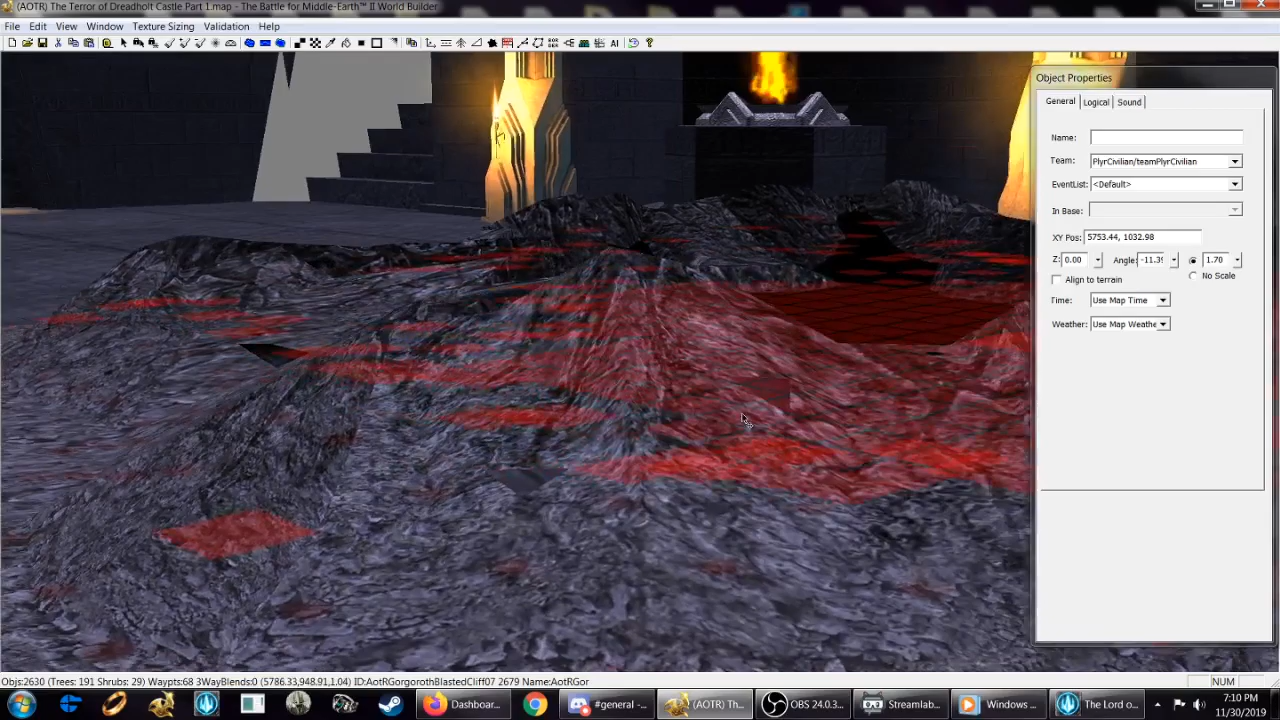 (AOTR) The Terror of Dreadholt Castle Part 1.map - The Battle for Middle-Earth™ II World Builder
File Edit View Window Texture Sizing Validation Help
AI
Object Properties
General Logical Sound
Name:
Team: PlyrCivilian/teamPlyrCivilian
EventList: <Default>
In Base:
XY Pos: 5753.44, 1032.98
Z: 0.00 Angle: -11.39 1.70
No Scale
Align to terrain
Time: Use Map Time
Weather: Use Map Weathe
Objs:2630 (Trees: 191 Shrubs: 29) Waypts:68 3WayBlends:0 (5786.33,948.91,1.04) ID:AotRGorgorothBlastedCliff07 2679 Name:AotRGor
NUM
Dashboar... #general -... (AOTR) Th... OBS 24.0.3... Streamlab... Windows ... The Lord o... 7:10 PM
11/30/2019